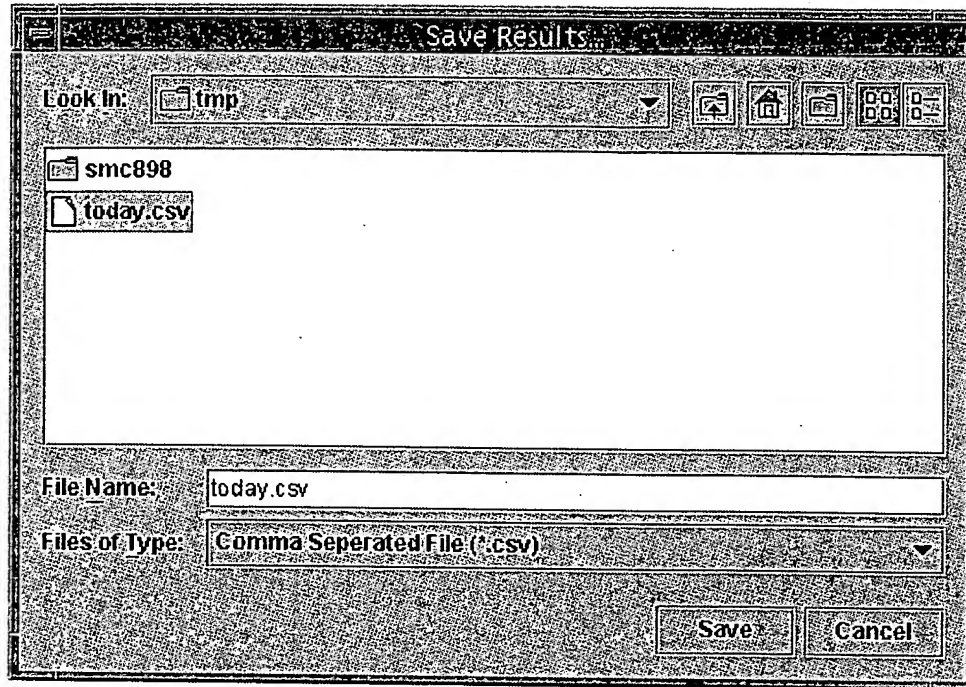 Save Results...
Look In: tmp
smc898
today.csv
File Name: today.csv
Files of Type: Comma Seperated File (*.csv)
Save Cancel